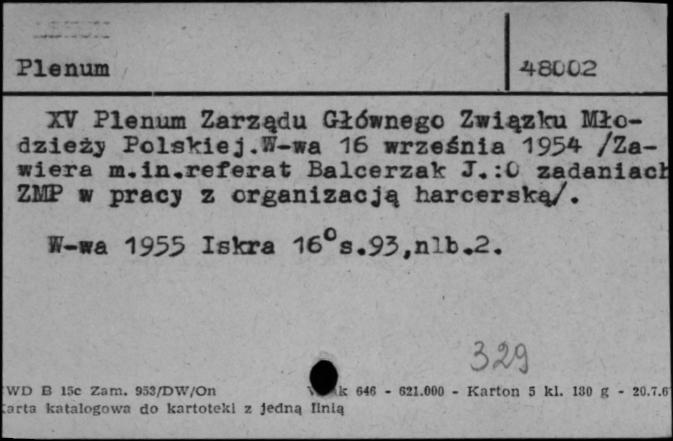 Plenum
48002
XV Plenum Zarządu Głównego Związku Mło-
dzieży Polskiej.W-wa 16 września 1954 /Za-
wiera m.in.referat Balcerzak J.:O zadaniach
ZMP w pracy z organizacją harcerską/.
W-wa 1955 Iskra 16° s.93,nlb.2.
329
WD B 15c Zam. 953/DW/On 646 - 621.000 - Karton 5 kl. 180 g - 20.7.6
arta katalogowa do kartoteki z jedną linią